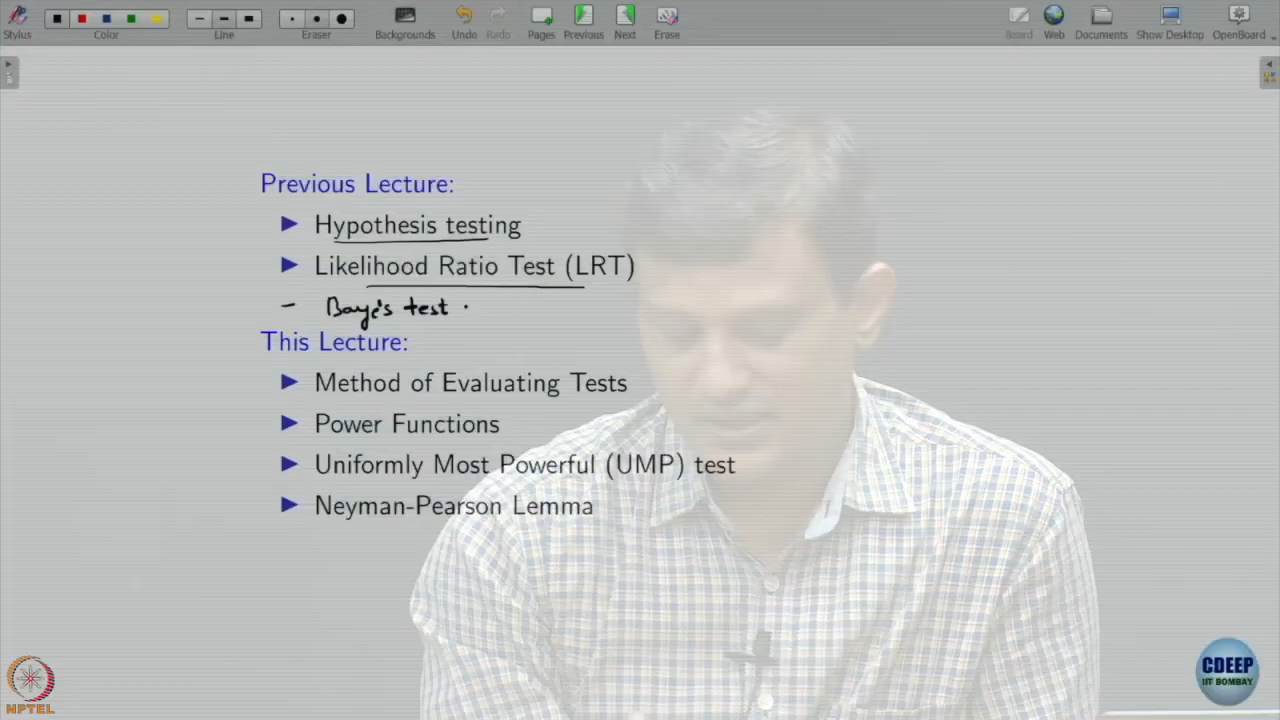 Stylus Color Line Eraser Backgrounds Undo Redo Pages Previous Next Erase Board Web Documents Show Desktop OpenBoard
Previous Lecture:
Hypothesis testing
Likelihood Ratio Test (LRT)
- Baye's test .
This Lecture:
Method of Evaluating Tests
Power Functions
Uniformly Most Powerful (UMP) test
Neyman-Pearson Lemma
NPTEL
CDEEP
IIT BOMBAY